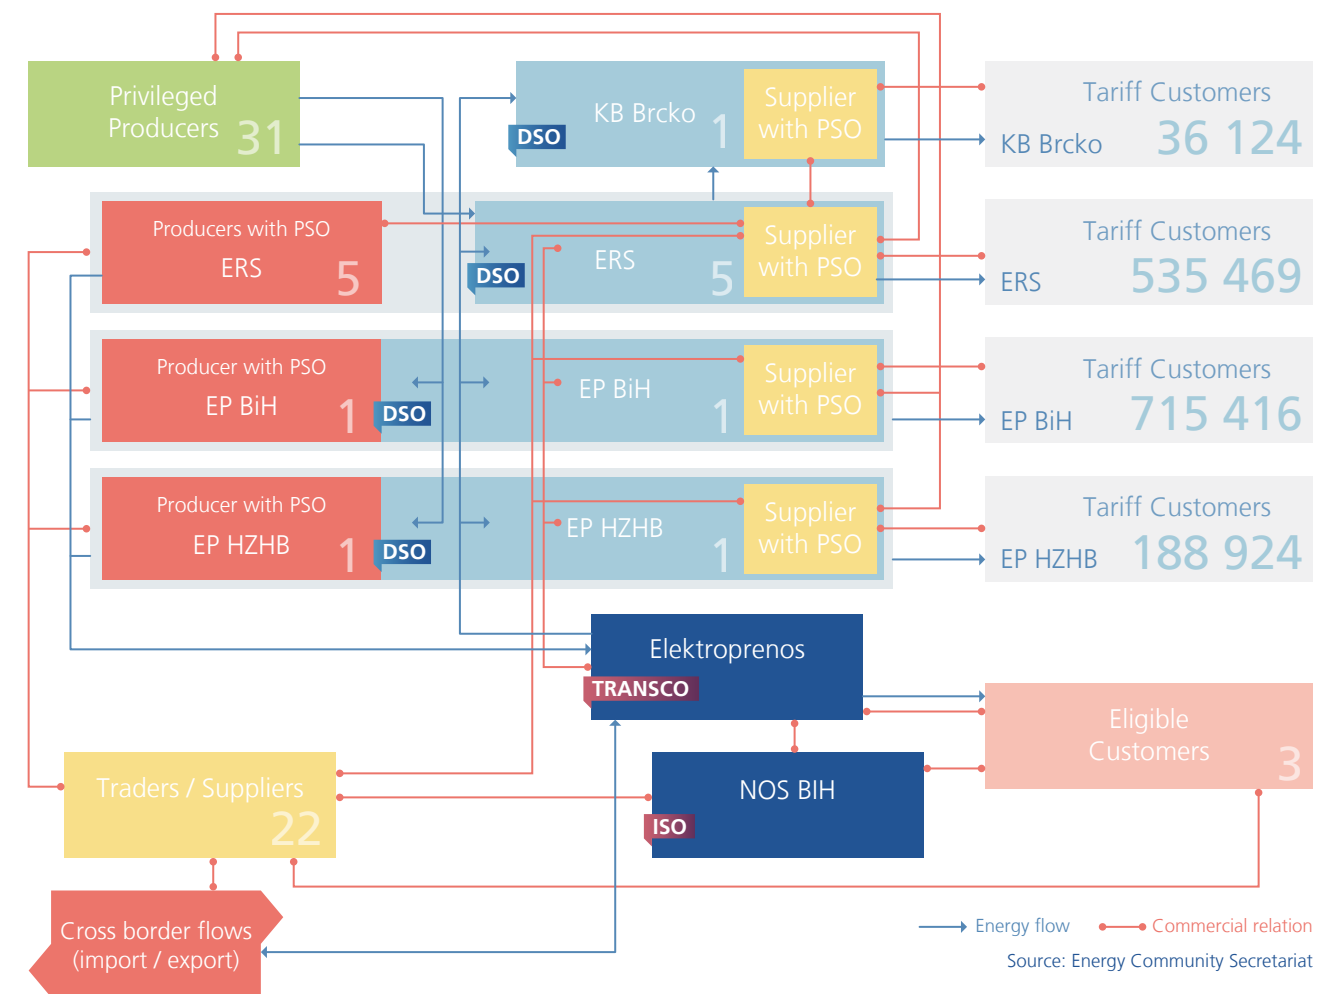 Privileged
Producers 31
KB Brcko 1
DSO
Supplier
with PSO
Tariff Customers
KB Brcko 36 124
Producers with PSO
ERS 5
DSO
ERS 5
Supplier
with PSO
Tariff Customers
ERS 535 469
Producer with PSO
EP BiH 1
DSO
EP BiH 1
Supplier
with PSO
Tariff Customers
EP BiH 715 416
Producer with PSO
EP HZHB 1
DSO
EP HZHB 1
Supplier
with PSO
Tariff Customers
EP HZHB 188 924
Elektroprenos
TRANSCO
Eligible
Customers 3
Traders / Suppliers
22
NOS BIH
ISO
Cross border flows
(import / export)
Energy flow
Commercial relation
Source: Energy Community Secretariat